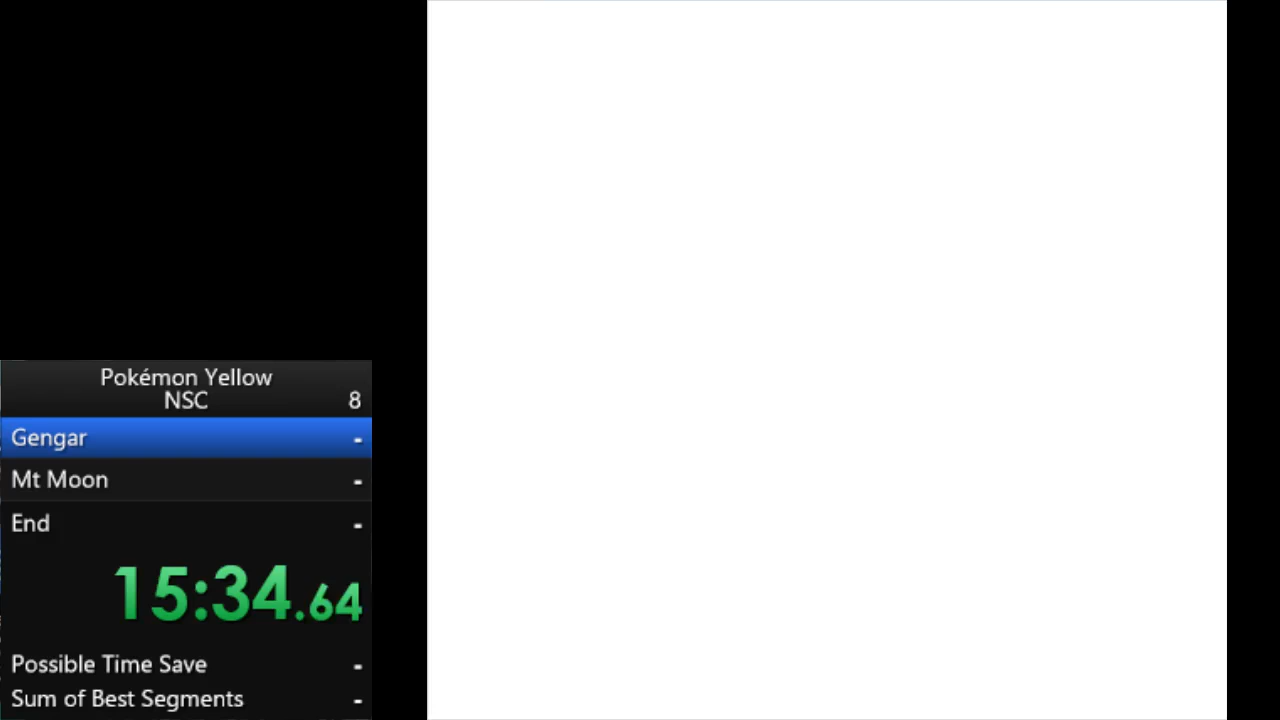 Pokémon Yellow
NSC 8
Gengar -
Mt Moon -
End -
15:34.64
Possible Time Save -
Sum of Best Segments -